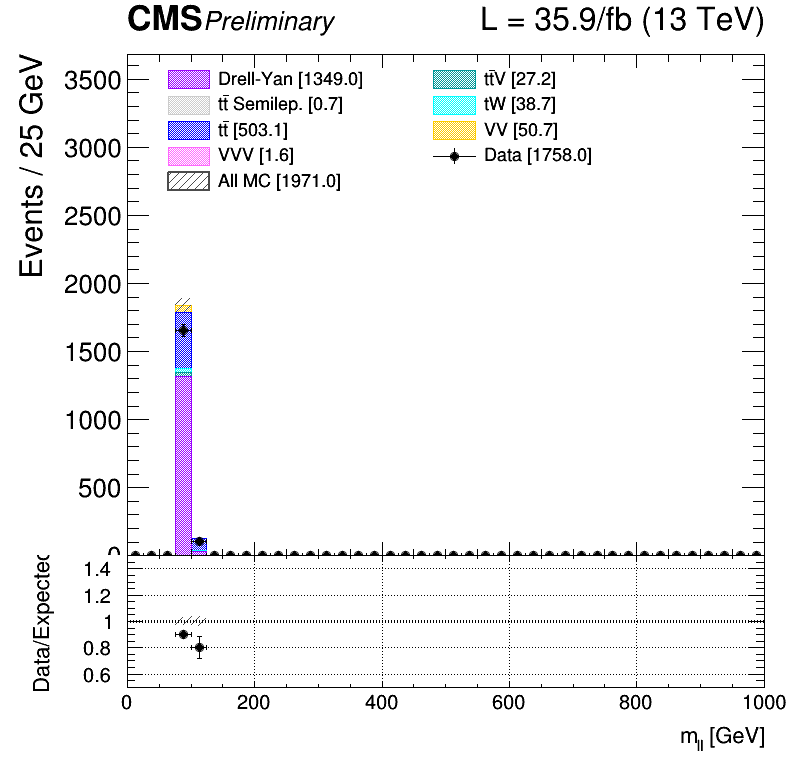 CMS Preliminary L = 35.9/fb (13 TeV)
Events / 25 GeV
3500
3000
2500
2000
1500
1000
500
0
Drell-Yan [1349.0]
tt̄ Semilep. [0.7]
tt̄ [503.1]
VVV [1.6]
All MC [1971.0]
tt̄V [27.2]
tW [38.7]
VV [50.7]
Data [1758.0]
Data/Expected
1.4
1.2
1
0.8
0.6
0 200 400 600 800 1000
m_ll [GeV]